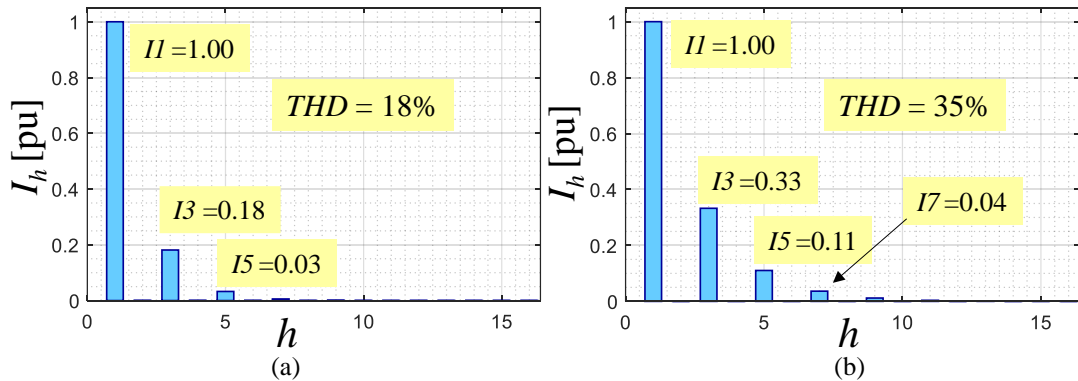 I1 =1.00
THD = 18%
I3 =0.18
I5 =0.03
I_h [pu]
1
0.8
0.6
0.4
0.2
0
0 5 10 15
h
(a)
I1 =1.00
THD = 35%
I3 =0.33
I7 =0.04
I5 =0.11
I_h [pu]
1
0.8
0.6
0.4
0.2
0
0 5 10 15
h
(b)